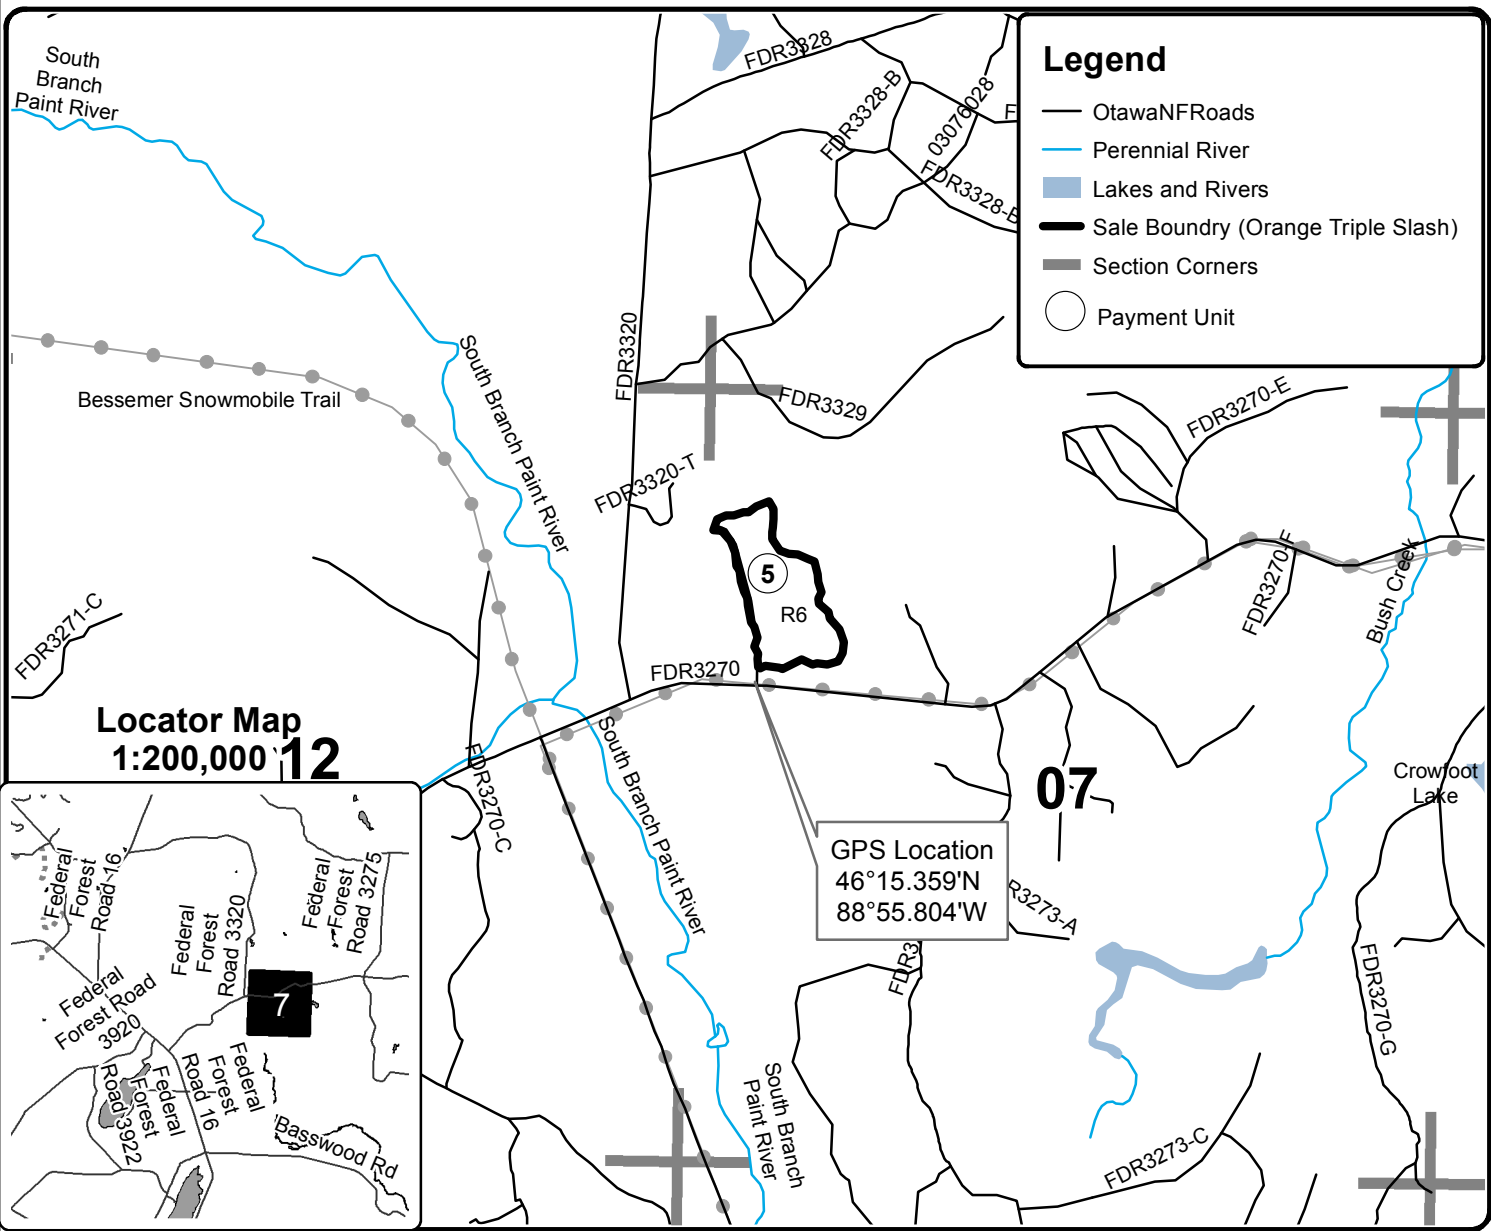 South
Branch
Paint River
FDR3328
FDR3328-B
03076028
F
FDR3328-B
Legend
OtawaNFRoads
Perennial River
Lakes and Rivers
Sale Boundry (Orange Triple Slash)
Section Corners
Payment Unit
FDR3320
Bessemer Snowmobile Trail
South Branch Paint River
FDR3329
FDR3270-E
FDR3320-T
5
R6
FDR3270-F
Bush Creek
FDR3271-C
FDR3270
Locator Map
1:200,000
12
07
Crowfoot
Lake
FDR3270-C
South Branch Paint River
GPS Location
46°15.359'N
88°55.804'W
R3273-A
FDR3
FDR3270-G
South Branch
Paint River
FDR3273-C
Federal
Forest
Road 16
Federal
Forest
Road 3320
Federal
Forest
Road 3275
Federal
Forest Road
3920
7
Federal
Forest
Road 3922
Federal
Forest
Road 16
Basswood Rd